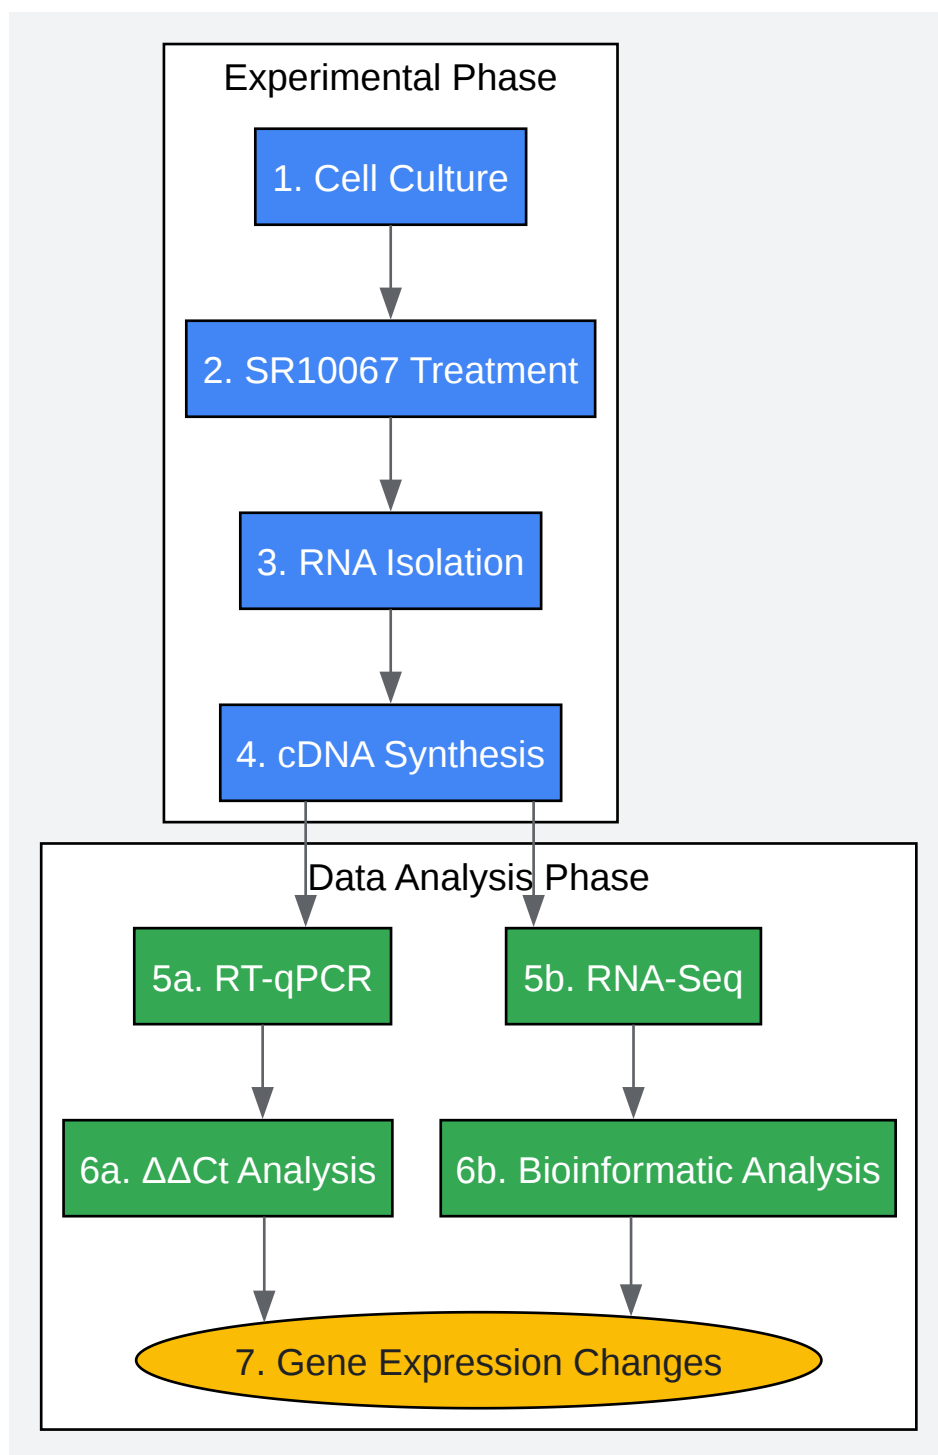 Experimental Phase
1. Cell Culture
2. SR10067 Treatment
3. RNA Isolation
4. cDNA Synthesis
Data Analysis Phase
5a. RT-qPCR
5b. RNA-Seq
6a. ΔΔCt Analysis
6b. Bioinformatic Analysis
7. Gene Expression Changes